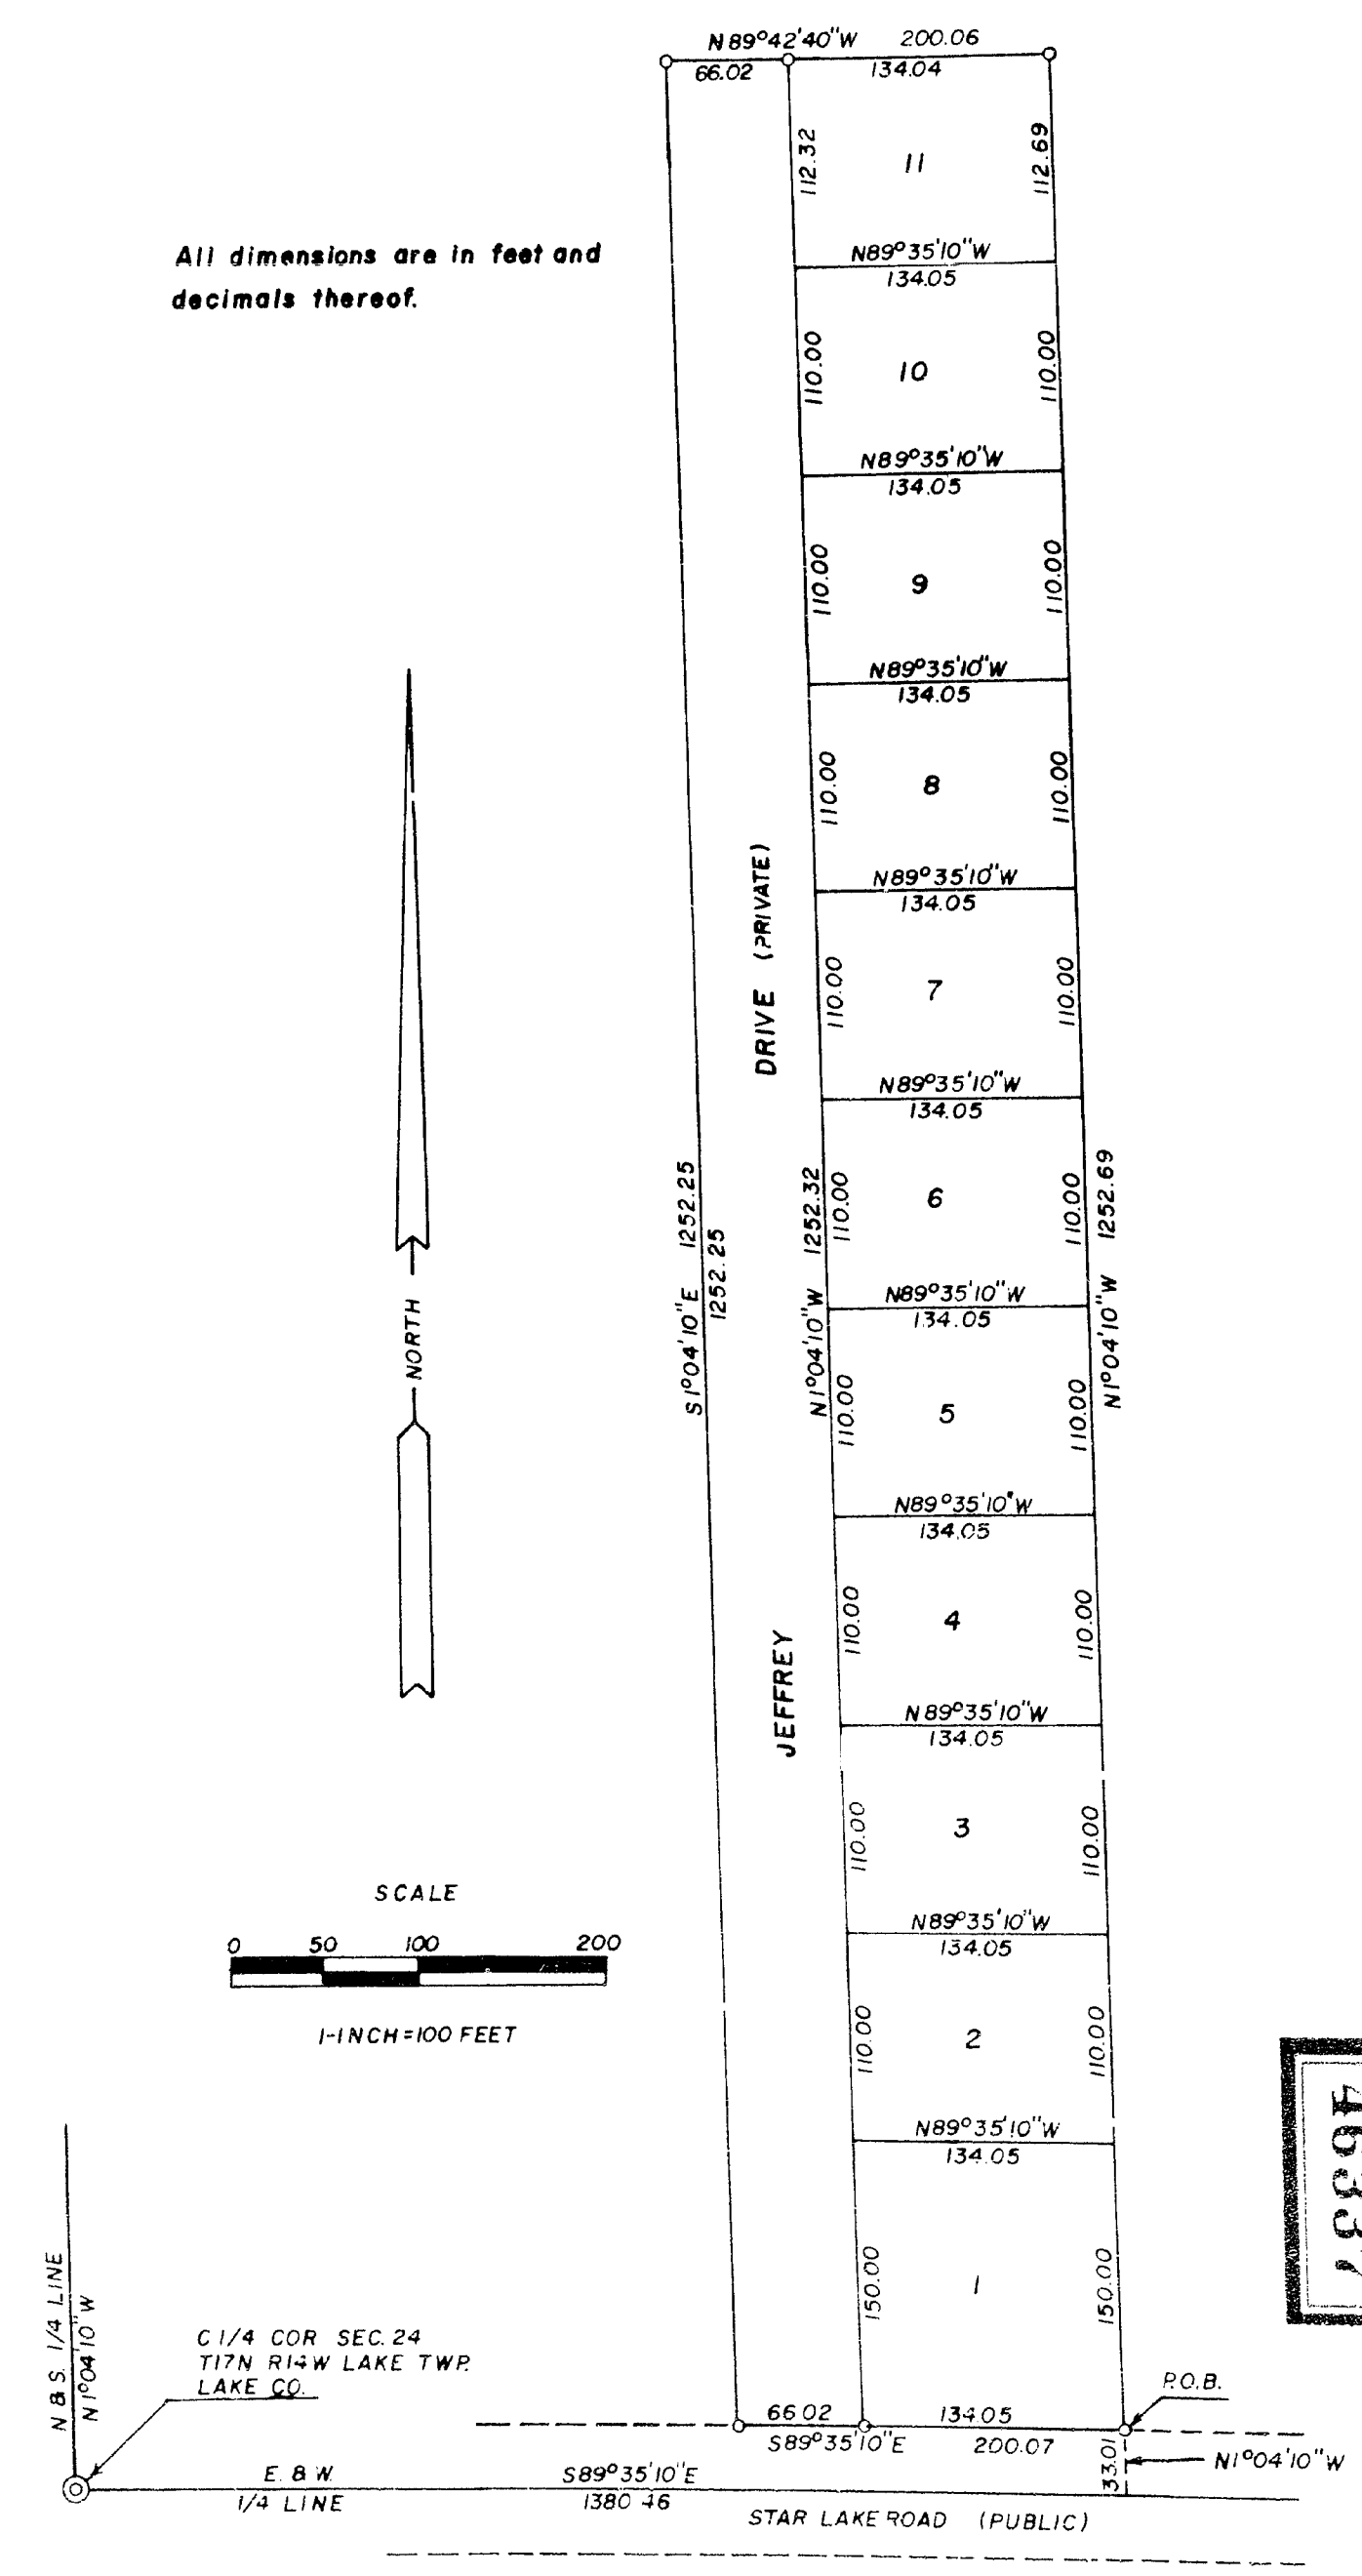 N89°42'40"W 200.06
66.02 134.04
112.32 11 112.69
All dimensions are in feet and
decimals thereof.
N89°35'10"W
134.05
110.00 10 110.00
N89°35'10"W
134.05
110.00 9 110.00
N89°35'10"W
134.05
110.00 8 110.00
N89°35'10"W
134.05
DRIVE (PRIVATE)
110.00 7 110.00
N89°35'10"W
134.05
S1°04'10"E 1252.25
1252.25
N1°04'10"W 1252.32
110.00 6 110.00
N1°04'10"W 1252.69
NORTH
N89°35'10"W
134.05
110.00 5 110.00
N89°35'10"W
134.05
110.00 4 110.00
JEFFREY
N89°35'10"W
134.05
110.00 3 110.00
SCALE
0 50 100 200
1-INCH=100 FEET
N89°35'10"W
134.05
110.00 2 110.00
N89°35'10"W
134.05
150.00 1 150.00
N & S. 1/4 LINE
N1°04'10"W
C 1/4 COR SEC. 24
T17N R14W LAKE TWP.
LAKE CO.
P.O.B.
66.02 134.05
S89°35'10"E 200.07
33.01
N1°04'10"W
E. & W. S89°35'10"E
1/4 LINE 1380.46
STAR LAKE ROAD (PUBLIC)